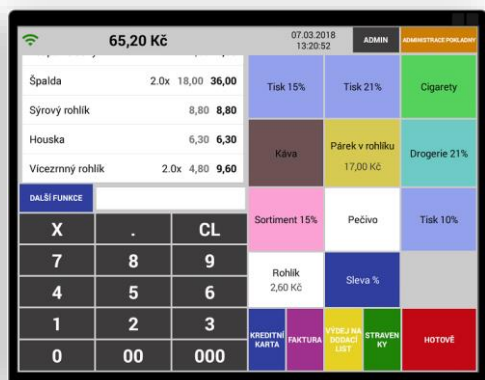 65,20 Kč
07.03.2018
13:20:52
ADMIN
ADMINISTRACE POKLADNY
Špalda 2.0x 18,00 36,00
Sýrový rohlík 8,80 8,80
Houska 6,30 6,30
Vícezrnný rohlík 2.0x 4,80 9,60
DALŠÍ FUNKCE
X . CL
7 8 9
4 5 6
1 2 3
0 00 000
Tisk 15%
Tisk 21%
Cigarety
Káva
Párek v rohlíku
17,00 Kč
Drogerie 21%
Sortiment 15%
Pečivo
Tisk 10%
Rohlík
2,60 Kč
Sleva %
KREDITNÍ
KARTA
FAKTURA
VÝDEJ NA
DODACÍ
LIST
STRAVEN
KY
HOTOVĚ